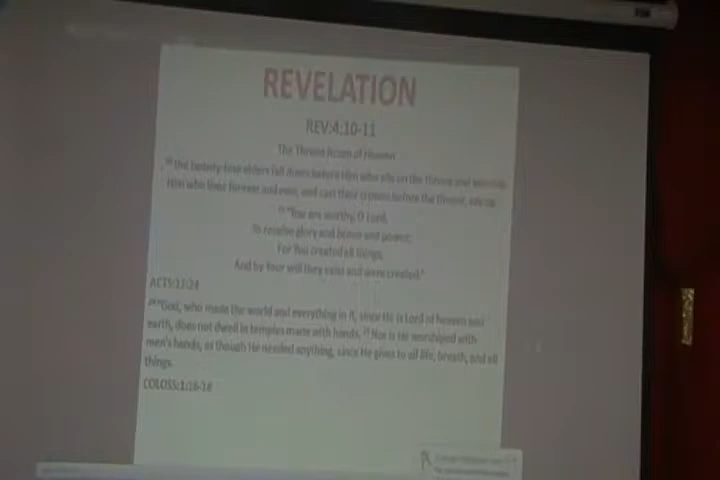 REVELATION
REV:4:10-11
The Throne Room of Heaven
¹⁰ the twenty-four elders fall down before Him who sits on the throne and worship
Him who lives forever and ever, and cast their crowns before the throne,
¹¹ "You are worthy, O Lord,
To receive glory and honor and power;
For You created all things,
And by Your will they exist and were created."
ACTS:17:24
²⁴ "God, who made the world and everything in it, since He is Lord of heaven and
earth, does not dwell in temples made with hands. ²⁵ Nor is He worshiped with
men's hands, as though He needed anything, since He gives to all life, breath, and all
things.
COLOSS:1:16-18